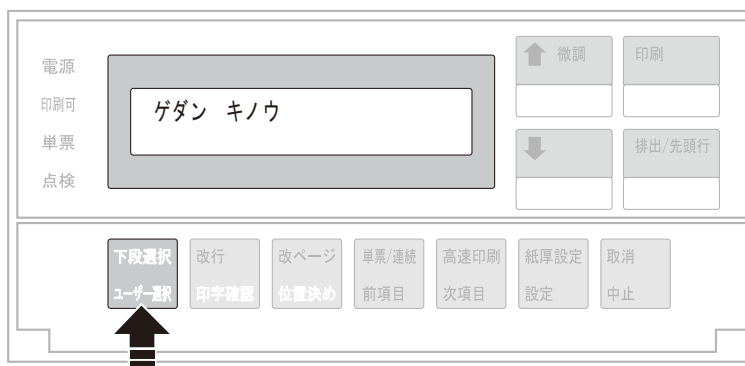 電源
印刷可
単票
点検
ゲダン キノウ
微調
印刷
排出/先頭行
下段選択
ユーザー選択
改行
印字確認
改ページ
位置決め
単票/連続
前項目
高速印刷
次項目
紙厚設定
設定
取消
中止